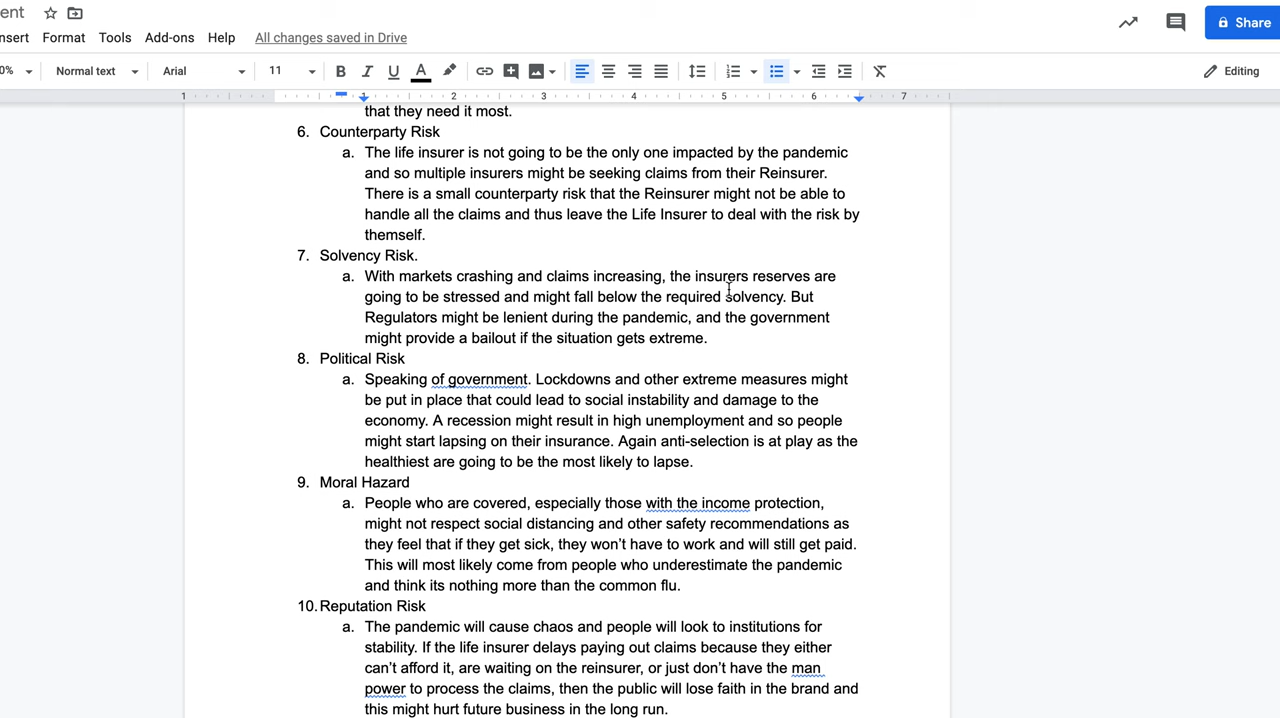 ent
nsert Format Tools Add-ons Help All changes saved in Drive
Share
0% Normal text Arial 11 B I U A Editing
1 1 2 3 4 5 6 7
that they need it most.
6. Counterparty Risk
a. The life insurer is not going to be the only one impacted by the pandemic
and so multiple insurers might be seeking claims from their Reinsurer.
There is a small counterparty risk that the Reinsurer might not be able to
handle all the claims and thus leave the Life Insurer to deal with the risk by
themself.
7. Solvency Risk.
a. With markets crashing and claims increasing, the insurers reserves are
going to be stressed and might fall below the required solvency. But
Regulators might be lenient during the pandemic, and the government
might provide a bailout if the situation gets extreme.
8. Political Risk
a. Speaking of government. Lockdowns and other extreme measures might
be put in place that could lead to social instability and damage to the
economy. A recession might result in high unemployment and so people
might start lapsing on their insurance. Again anti-selection is at play as the
healthiest are going to be the most likely to lapse.
9. Moral Hazard
a. People who are covered, especially those with the income protection,
might not respect social distancing and other safety recommendations as
they feel that if they get sick, they won’t have to work and will still get paid.
This will most likely come from people who underestimate the pandemic
and think its nothing more than the common flu.
10. Reputation Risk
a. The pandemic will cause chaos and people will look to institutions for
stability. If the life insurer delays paying out claims because they either
can’t afford it, are waiting on the reinsurer, or just don’t have the man
power to process the claims, then the public will lose faith in the brand and
this might hurt future business in the long run.